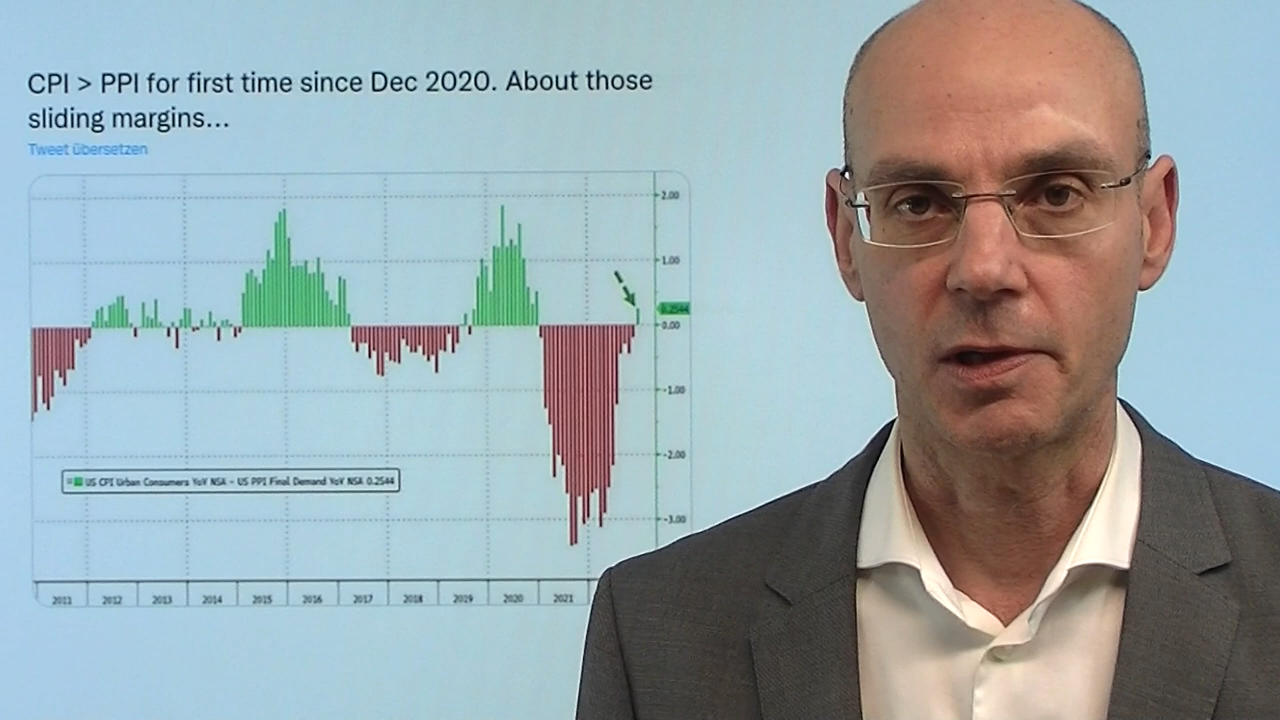 CPI > PPI for first time since Dec 2020. About those
sliding margins...
Tweet übersetzen
2.00
1.00
0.2544
0.00
-1.00
-2.00
US CPI Urban Consumers YoY NSA - US PPI Final Demand YoY NSA 0.2544
-3.00
2011 2012 2013 2014 2015 2016 2017 2018 2019 2020 2021